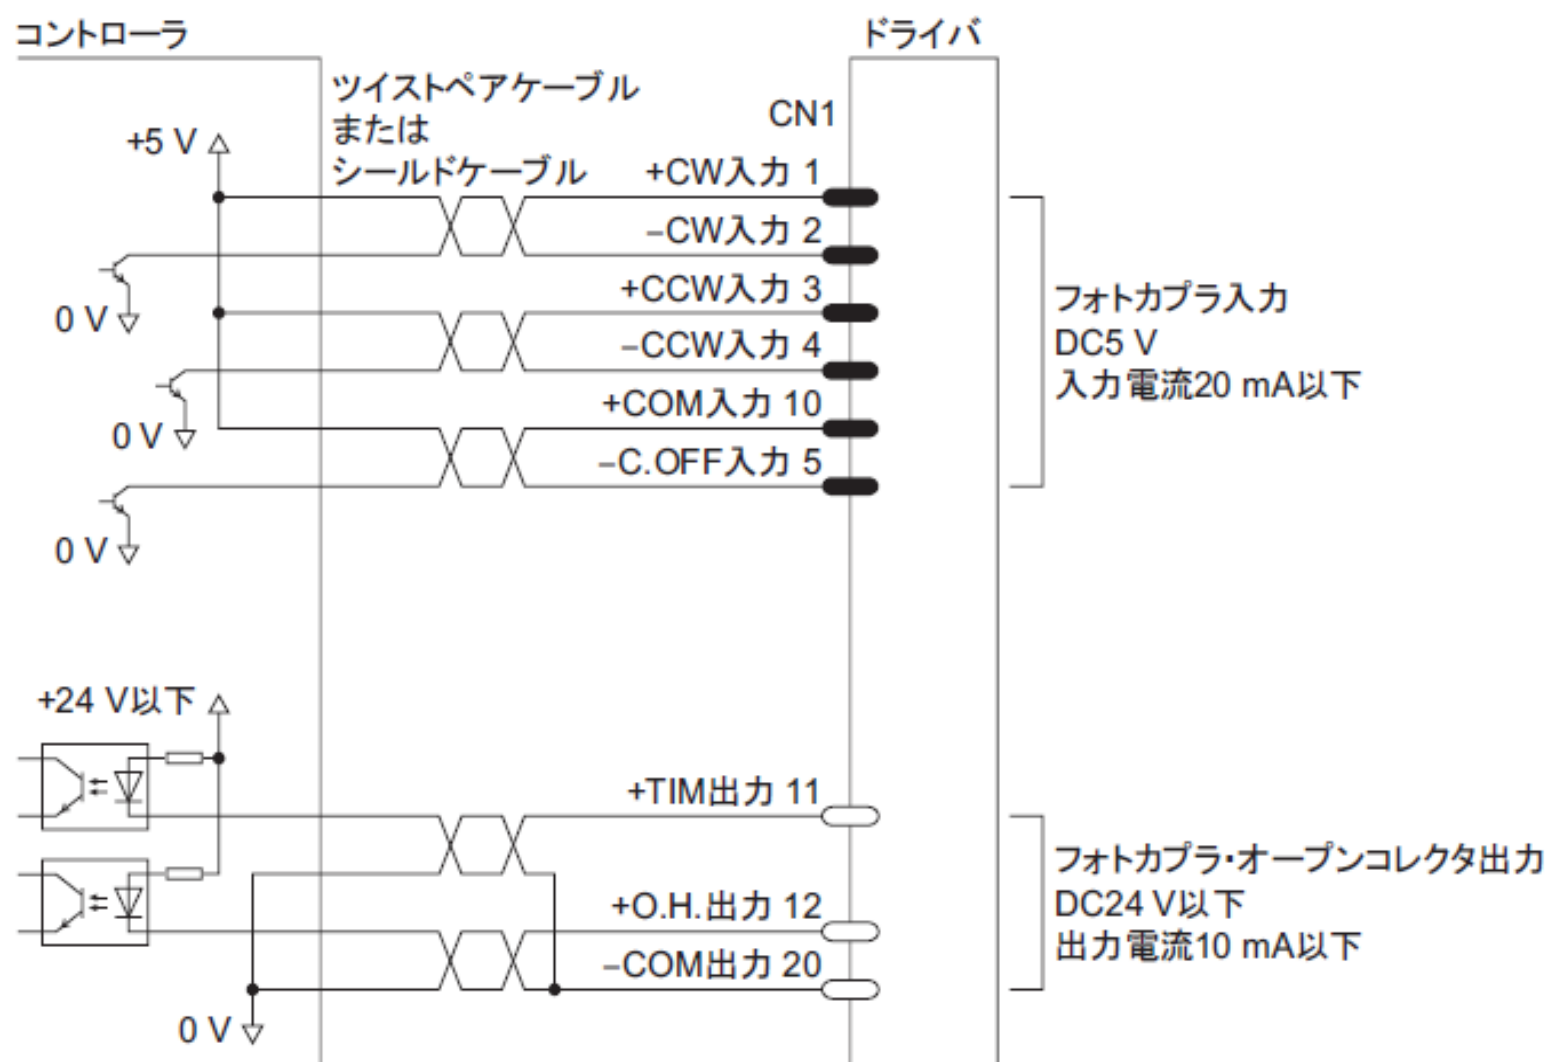 コントローラ
ドライバ
ツイストペアケーブル
または
シールドケーブル
CN1
+5 V
+CW入力 1
−CW入力 2
+CCW入力 3
0 V
−CCW入力 4
+COM入力 10
0 V
−C.OFF入力 5
0 V
フォトカプラ入力
DC5 V
入力電流20 mA以下
+24 V以下
+TIM出力 11
+O.H.出力 12
−COM出力 20
0 V
フォトカプラ・オープンコレクタ出力
DC24 V以下
出力電流10 mA以下